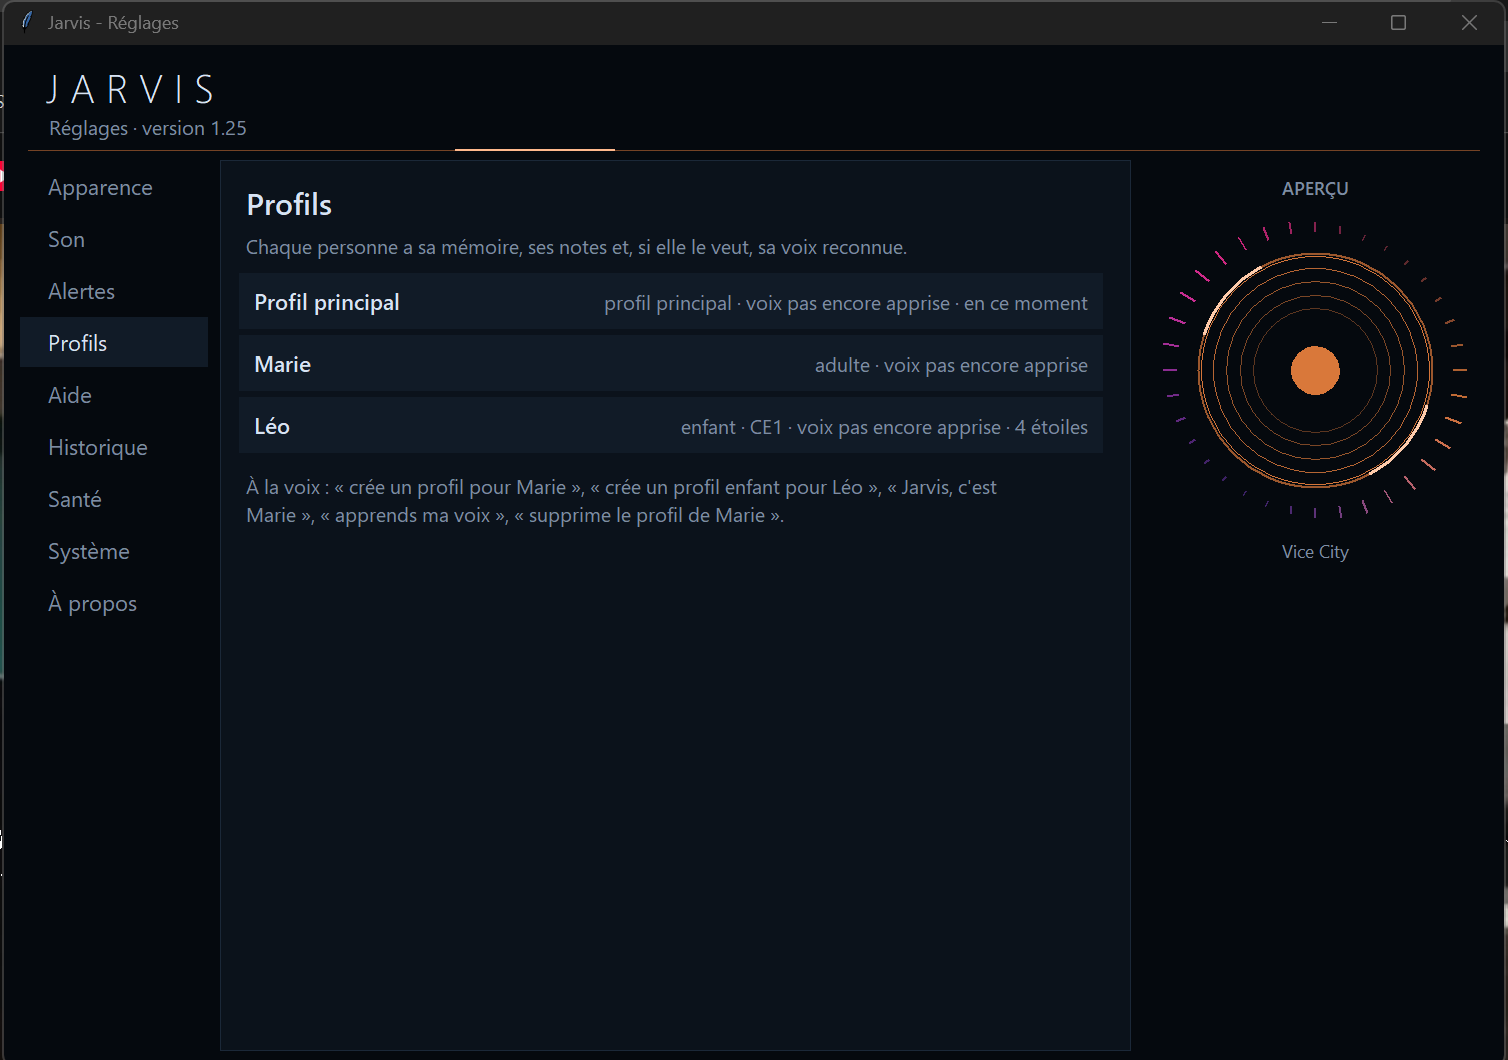 Jarvis - Réglages
JARVIS
Réglages · version 1.25
Apparence
Son
Alertes
Profils
Aide
Historique
Santé
Système
À propos
Profils
Chaque personne a sa mémoire, ses notes et, si elle le veut, sa voix reconnue.
Profil principal profil principal · voix pas encore apprise · en ce moment
Marie adulte · voix pas encore apprise
Léo enfant · CE1 · voix pas encore apprise · 4 étoiles
À la voix : « crée un profil pour Marie », « crée un profil enfant pour Léo », « Jarvis, c'est
Marie », « apprends ma voix », « supprime le profil de Marie ».
APERÇU
Vice City